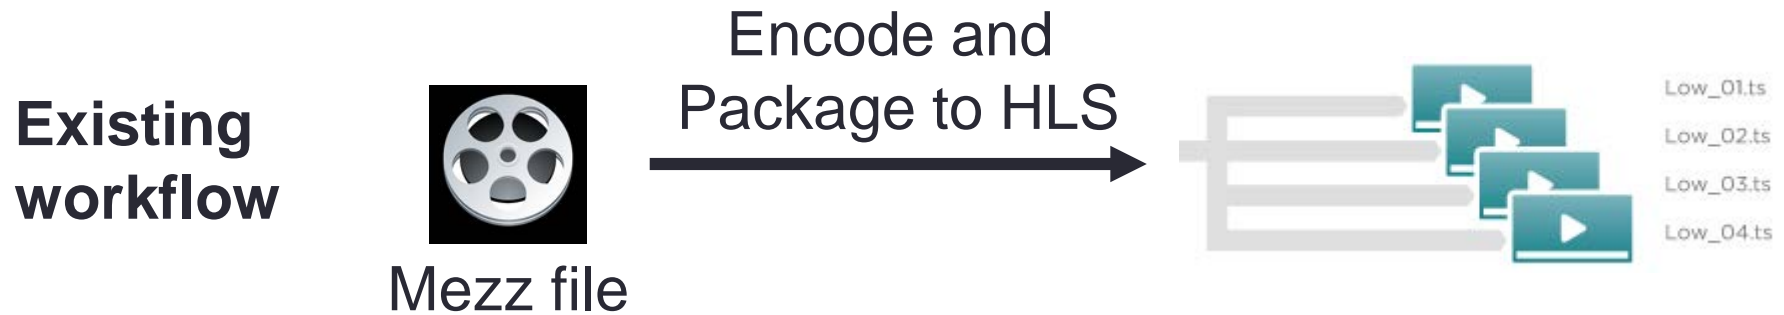 Existing
workflow
Mezz file
Encode and
Package to HLS
Low_01.ts
Low_02.ts
Low_03.ts
Low_04.ts